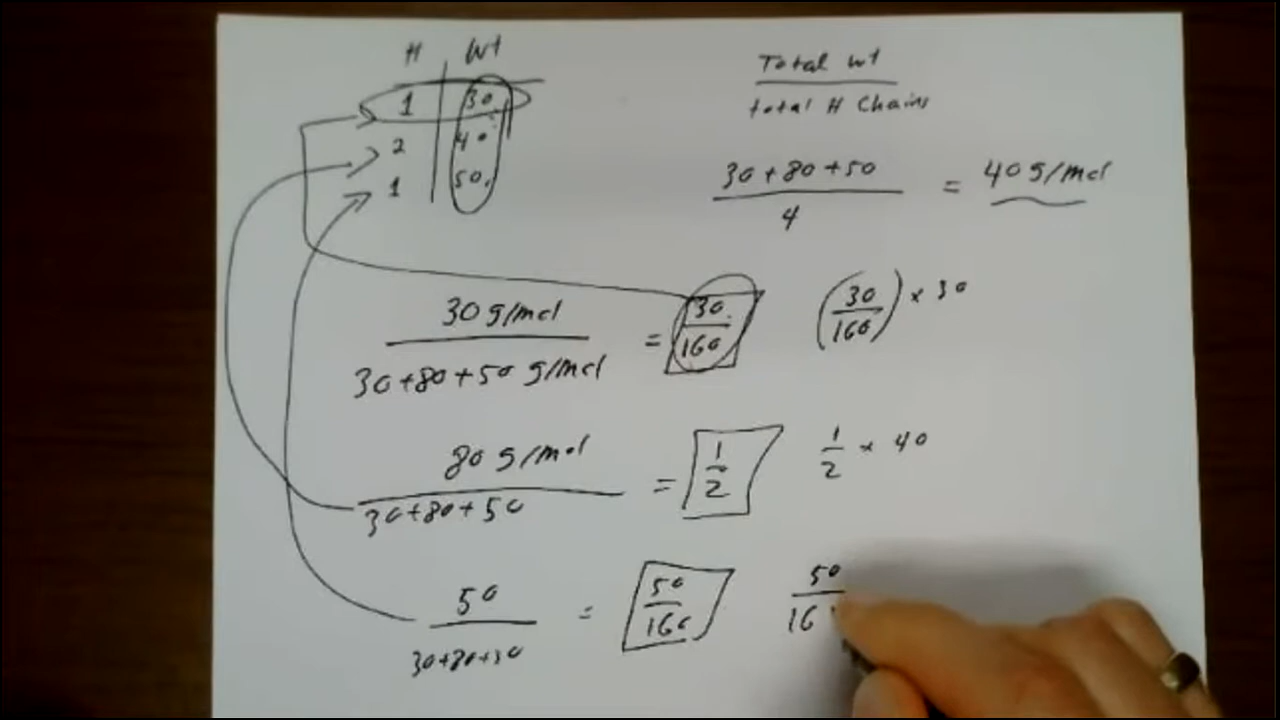 # Wt
1 30.
2 40.
1 50.
Total wt
total # Chains
30+80+50
4
= 40 g/mol
30 g/mol
30+80+50 g/mol
= 30.
160
(30
160) × 30
80 g/mol
30+80+50
= 1
2
1
2 × 40
50
30+80+50
= 50
160
50
16